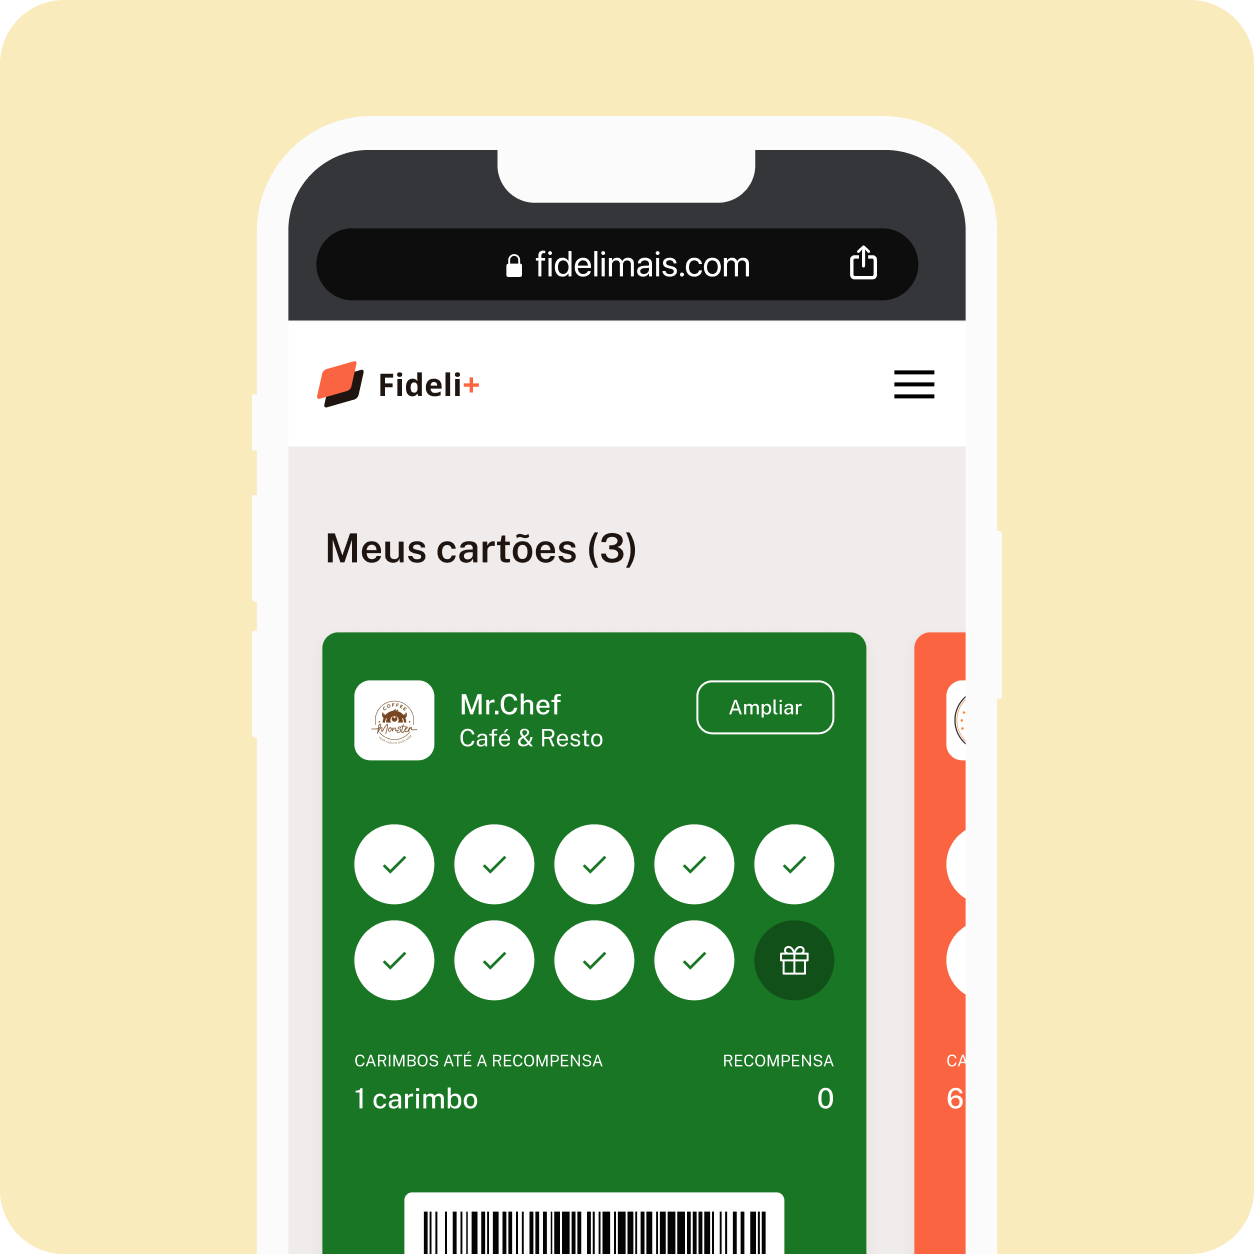 fidelimais.com
Fideli+
Meus cartões (3)
Mr.Chef
Café & Resto
Ampliar
COFFEE
Monster
CARIMBOS ATÉ A RECOMPENSA
RECOMPENSA
CA
1 carimbo
0
6